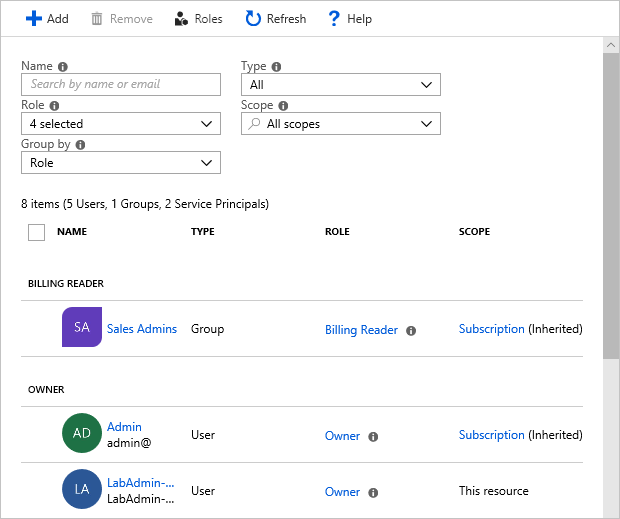 Add Remove Roles Refresh Help
Name Type
Search by name or email All
Role Scope
4 selected All scopes
Group by
Role
8 items (5 Users, 1 Groups, 2 Service Principals)
NAME TYPE ROLE SCOPE
BILLING READER
SA Sales Admins Group Billing Reader Subscription (Inherited)
OWNER
AD Admin User Owner Subscription (Inherited)
admin@
LA LabAdmin-... User Owner This resource
LabAdmin-...